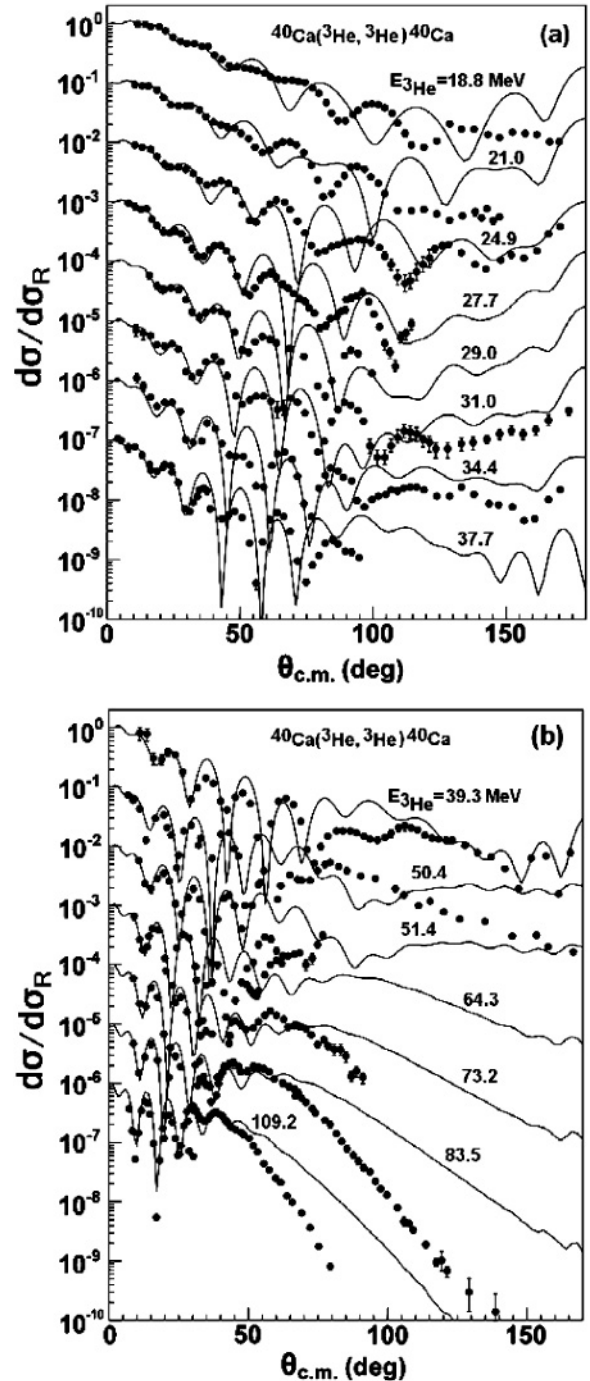 ⁴⁰Ca(³He, ³He)⁴⁰Ca
(a)
E₃He=18.8 MeV
21.0
24.9
27.7
29.0
31.0
34.4
37.7
dσ/dσR
10⁰
10⁻¹
10⁻²
10⁻³
10⁻⁴
10⁻⁵
10⁻⁶
10⁻⁷
10⁻⁸
10⁻⁹
10⁻¹⁰
0 50 100 150
θc.m. (deg)
⁴⁰Ca(³He, ³He)⁴⁰Ca
(b)
E₃He=39.3 MeV
50.4
51.4
64.3
73.2
83.5
109.2
dσ/dσR
10⁰
10⁻¹
10⁻²
10⁻³
10⁻⁴
10⁻⁵
10⁻⁶
10⁻⁷
10⁻⁸
10⁻⁹
10⁻¹⁰
0 50 100 150
θc.m. (deg)